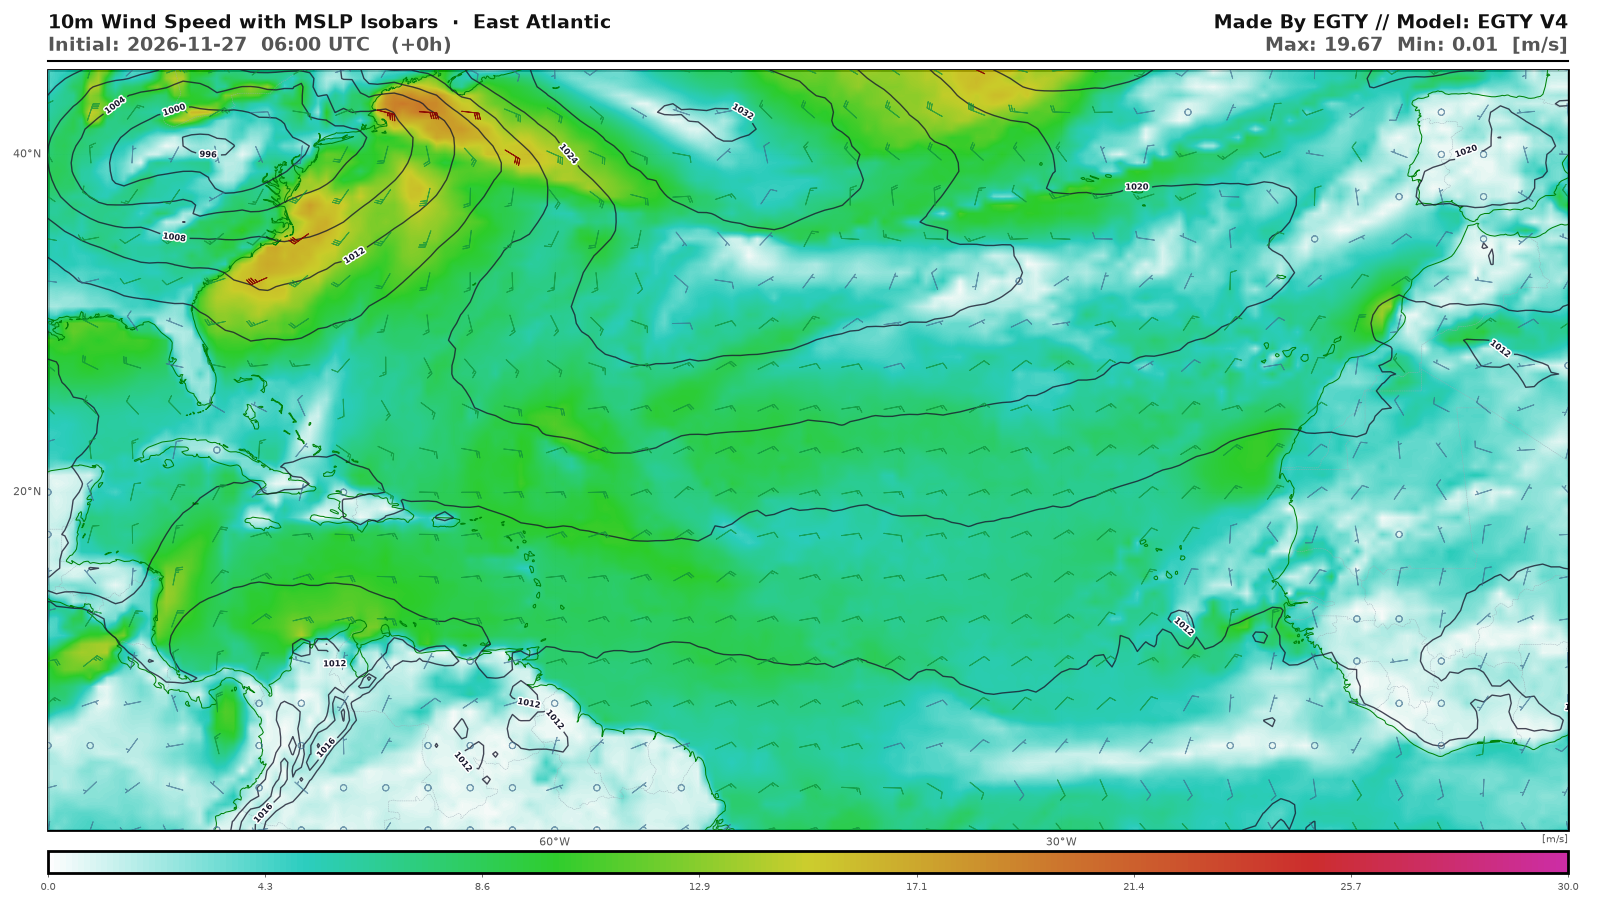 10m Wind Speed with MSLP Isobars · East Atlantic
Made By EGTY // Model: EGTY V4
Initial: 2026-11-27 06:00 UTC (+0h)
Max: 19.67 Min: 0.01 [m/s]
1004
1000
1032
996
1024
1020
40°N
1020
1008
1012
1012
20°N
1012
1012
1012
1012
1016
1012
1016
60°W
30°W
[m/s]
0.0 4.3 8.6 12.9 17.1 21.4 25.7 30.0